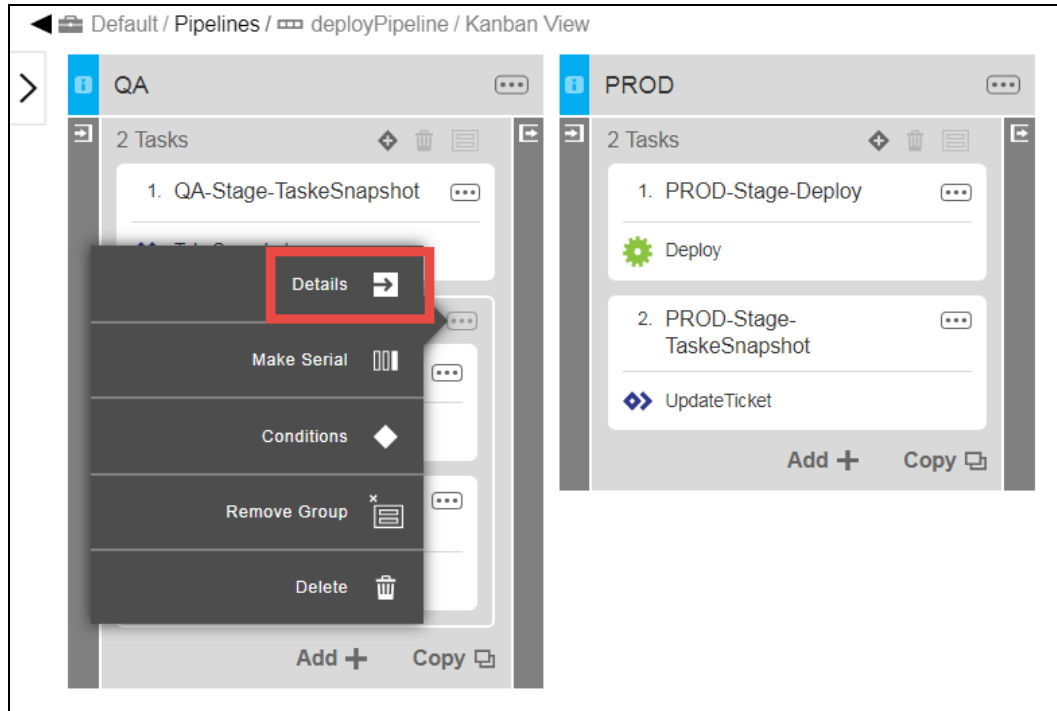 Default / Pipelines / deployPipeline / Kanban View
QA
2 Tasks
1. QA-Stage-TaskeSnapshot
Details
Make Serial
Conditions
Remove Group
Delete
Add
Copy
PROD
2 Tasks
1. PROD-Stage-Deploy
Deploy
2. PROD-Stage-
TaskeSnapshot
UpdateTicket
Add
Copy